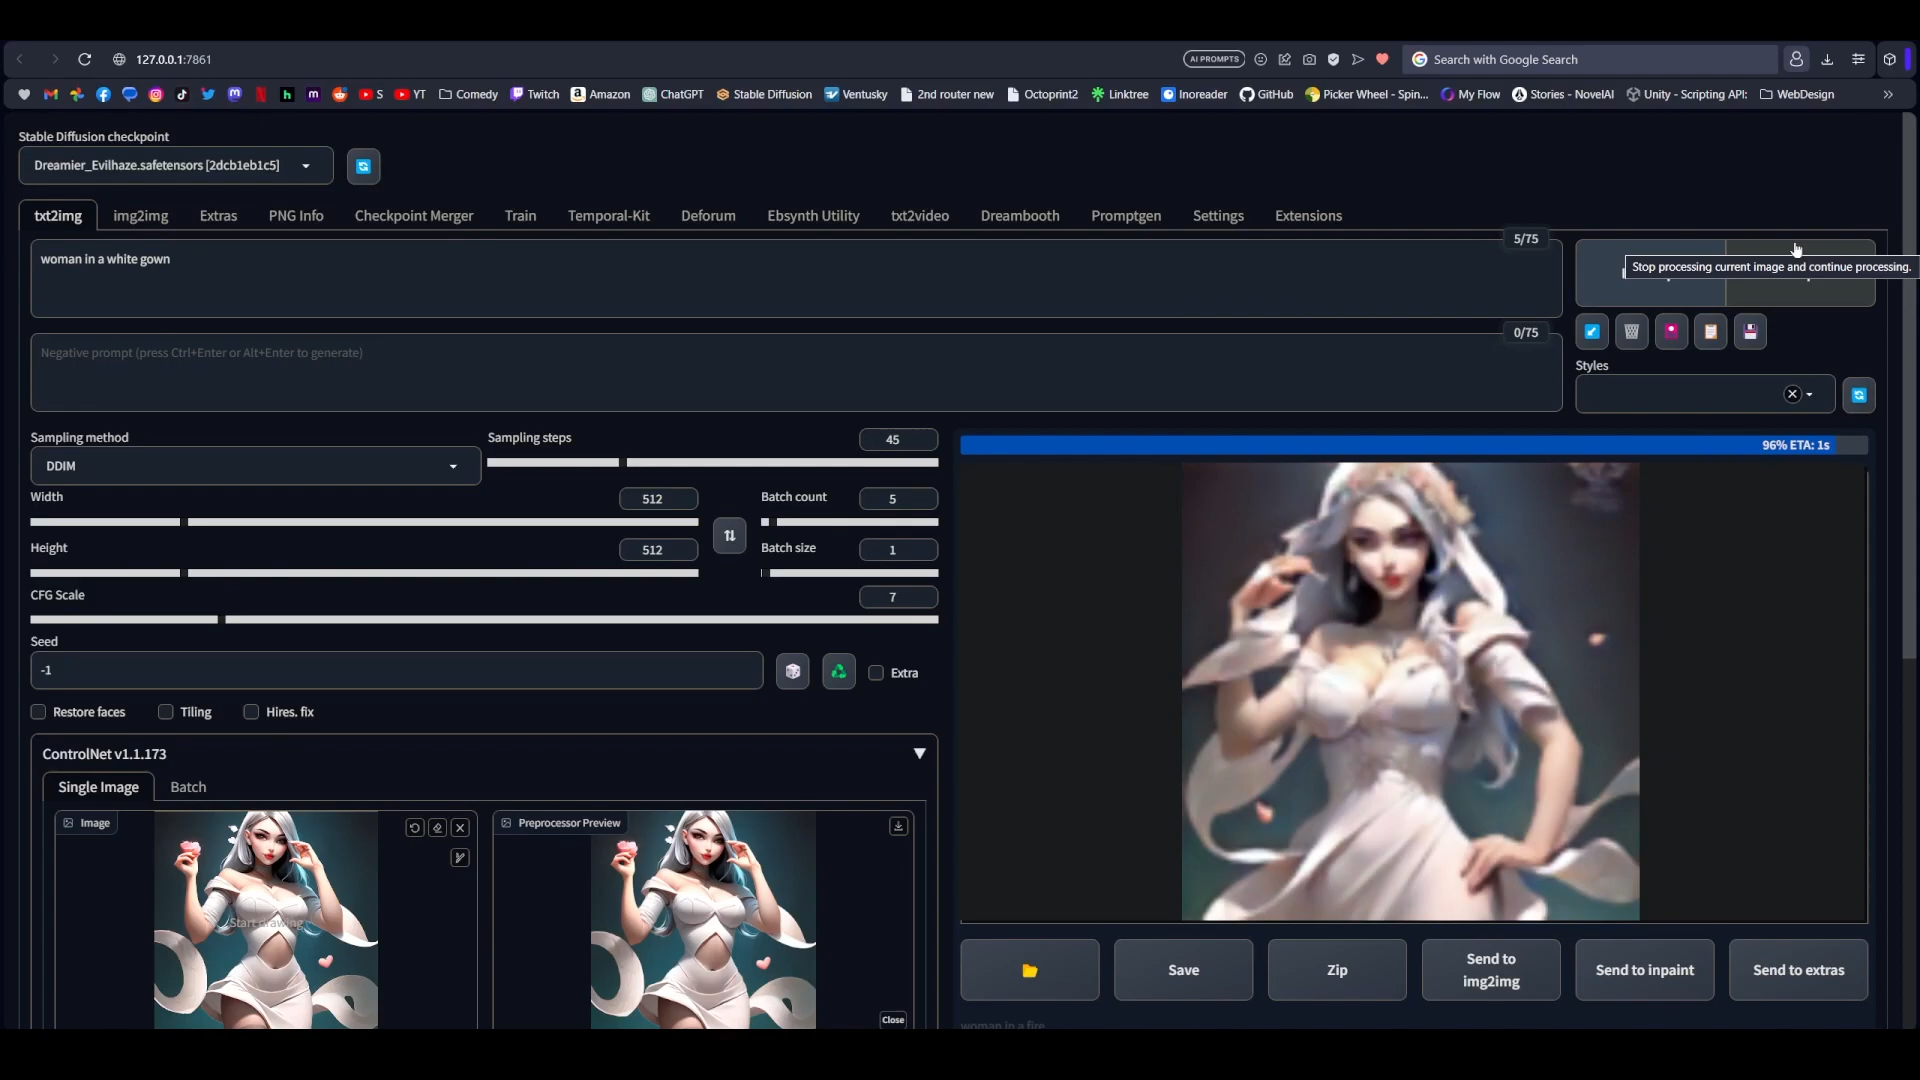 127.0.0.1:7861
AI PROMPTS
Search with Google Search
S
YT
Comedy
Twitch
Amazon
ChatGPT
Stable Diffusion
Ventusky
2nd router new
Octoprint2
Linktree
Inoreader
GitHub
Picker Wheel - Spin...
My Flow
Stories - NovelAI
Unity - Scripting API:
WebDesign
Stable Diffusion checkpoint
Dreamier_Evilhaze.safetensors [2dcb1eb1c5]
txt2img
img2img
Extras
PNG Info
Checkpoint Merger
Train
Temporal-Kit
Deforum
Ebsynth Utility
txt2video
Dreambooth
Promptgen
Settings
Extensions
5/75
woman in a white gown
Stop processing current image and continue processing.
0/75
Negative prompt (press Ctrl+Enter or Alt+Enter to generate)
Styles
Sampling method
DDIM
Sampling steps
45
96% ETA: 1s
Width
512
Batch count
5
Height
512
Batch size
1
CFG Scale
7
Seed
-1
Extra
Restore faces
Tiling
Hires. fix
ControlNet v1.1.173
Single Image
Batch
Image
Start drawing
Preprocessor Preview
Close
Save
Zip
Send to
img2img
Send to inpaint
Send to extras
woman in a fire